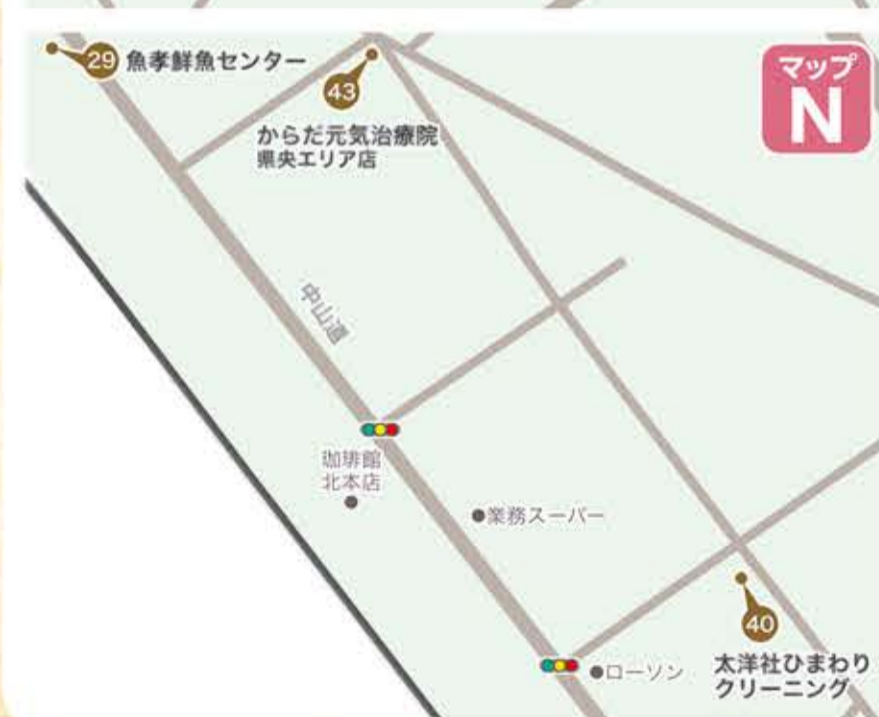 29 魚孝鮮魚センター
43
からだ元気治療院
県央エリア店
マップ
N
中山道
珈琲館
北本店
●業務スーパー
40
太洋社ひまわり
クリーニング
●ローソン